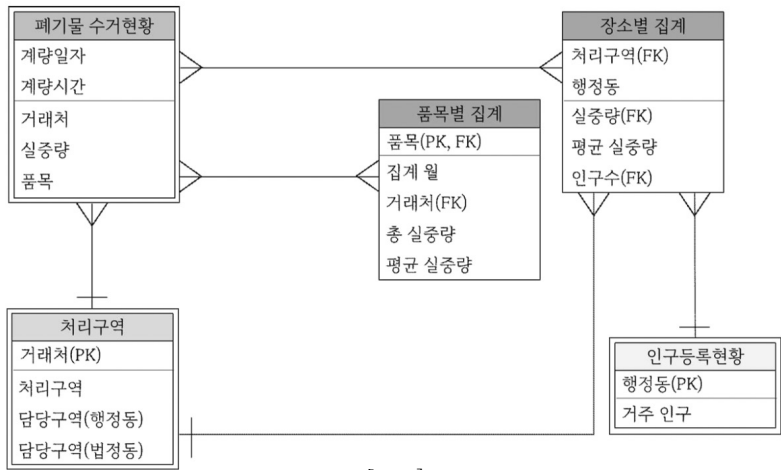 폐기물 수거현황
계량일자
계량시간
거래처
실중량
품목
장소별 집계
처리구역(FK)
행정동
실중량(FK)
평균 실중량
인구수(FK)
품목별 집계
품목(PK, FK)
집계 월
거래처(FK)
총 실중량
평균 실중량
처리구역
거래처(PK)
처리구역
담당구역(행정동)
담당구역(법정동)
인구등록현황
행정동(PK)
거주 인구